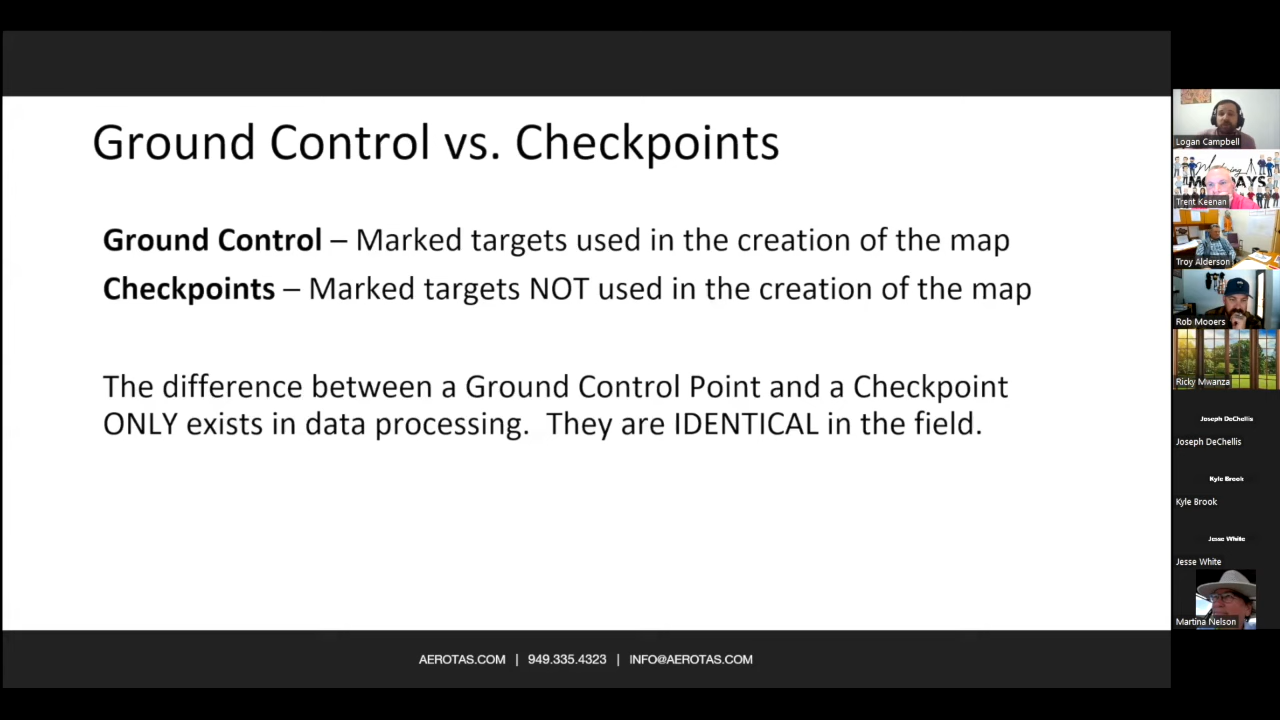 Ground Control vs. Checkpoints
Ground Control – Marked targets used in the creation of the map
Checkpoints – Marked targets NOT used in the creation of the map
The difference between a Ground Control Point and a Checkpoint
ONLY exists in data processing.  They are IDENTICAL in the field.
AEROTAS.COM | 949.335.4323 | INFO@AEROTAS.COM
Logan Campbell
Trent Keenan
Troy Alderson
Rob Mooers
Ricky Mwanza
Joseph DeChellis
Joseph DeChellis
Kyle Brook
Kyle Brook
Jesse White
Jesse White
Martina Nelson